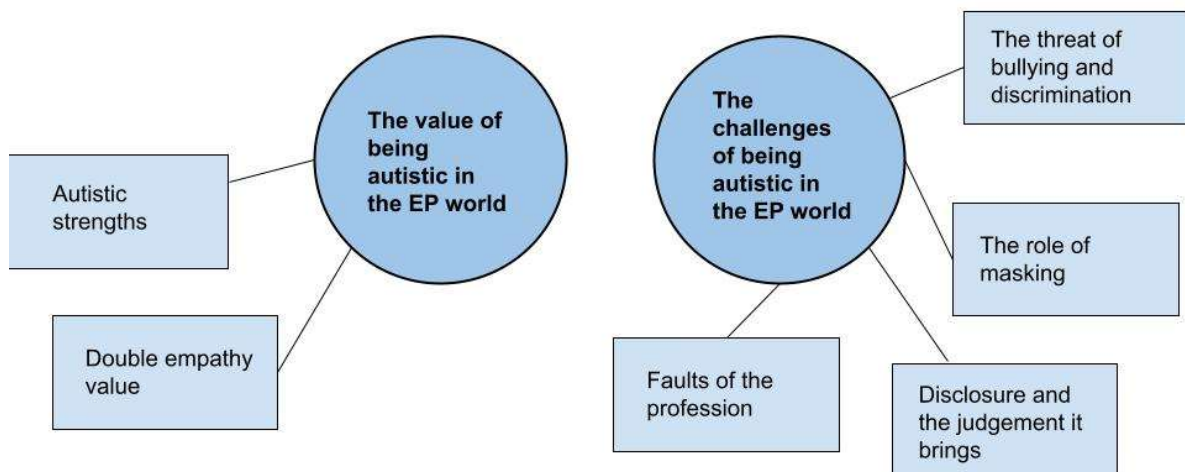 The value of
being
autistic in
the EP world
Autistic
strengths
Double empathy
value
The
challenges
of being
autistic in
the EP world
The threat of
bullying and
discrimination
The role of
masking
Disclosure and
the judgement it
brings
Faults of the
profession